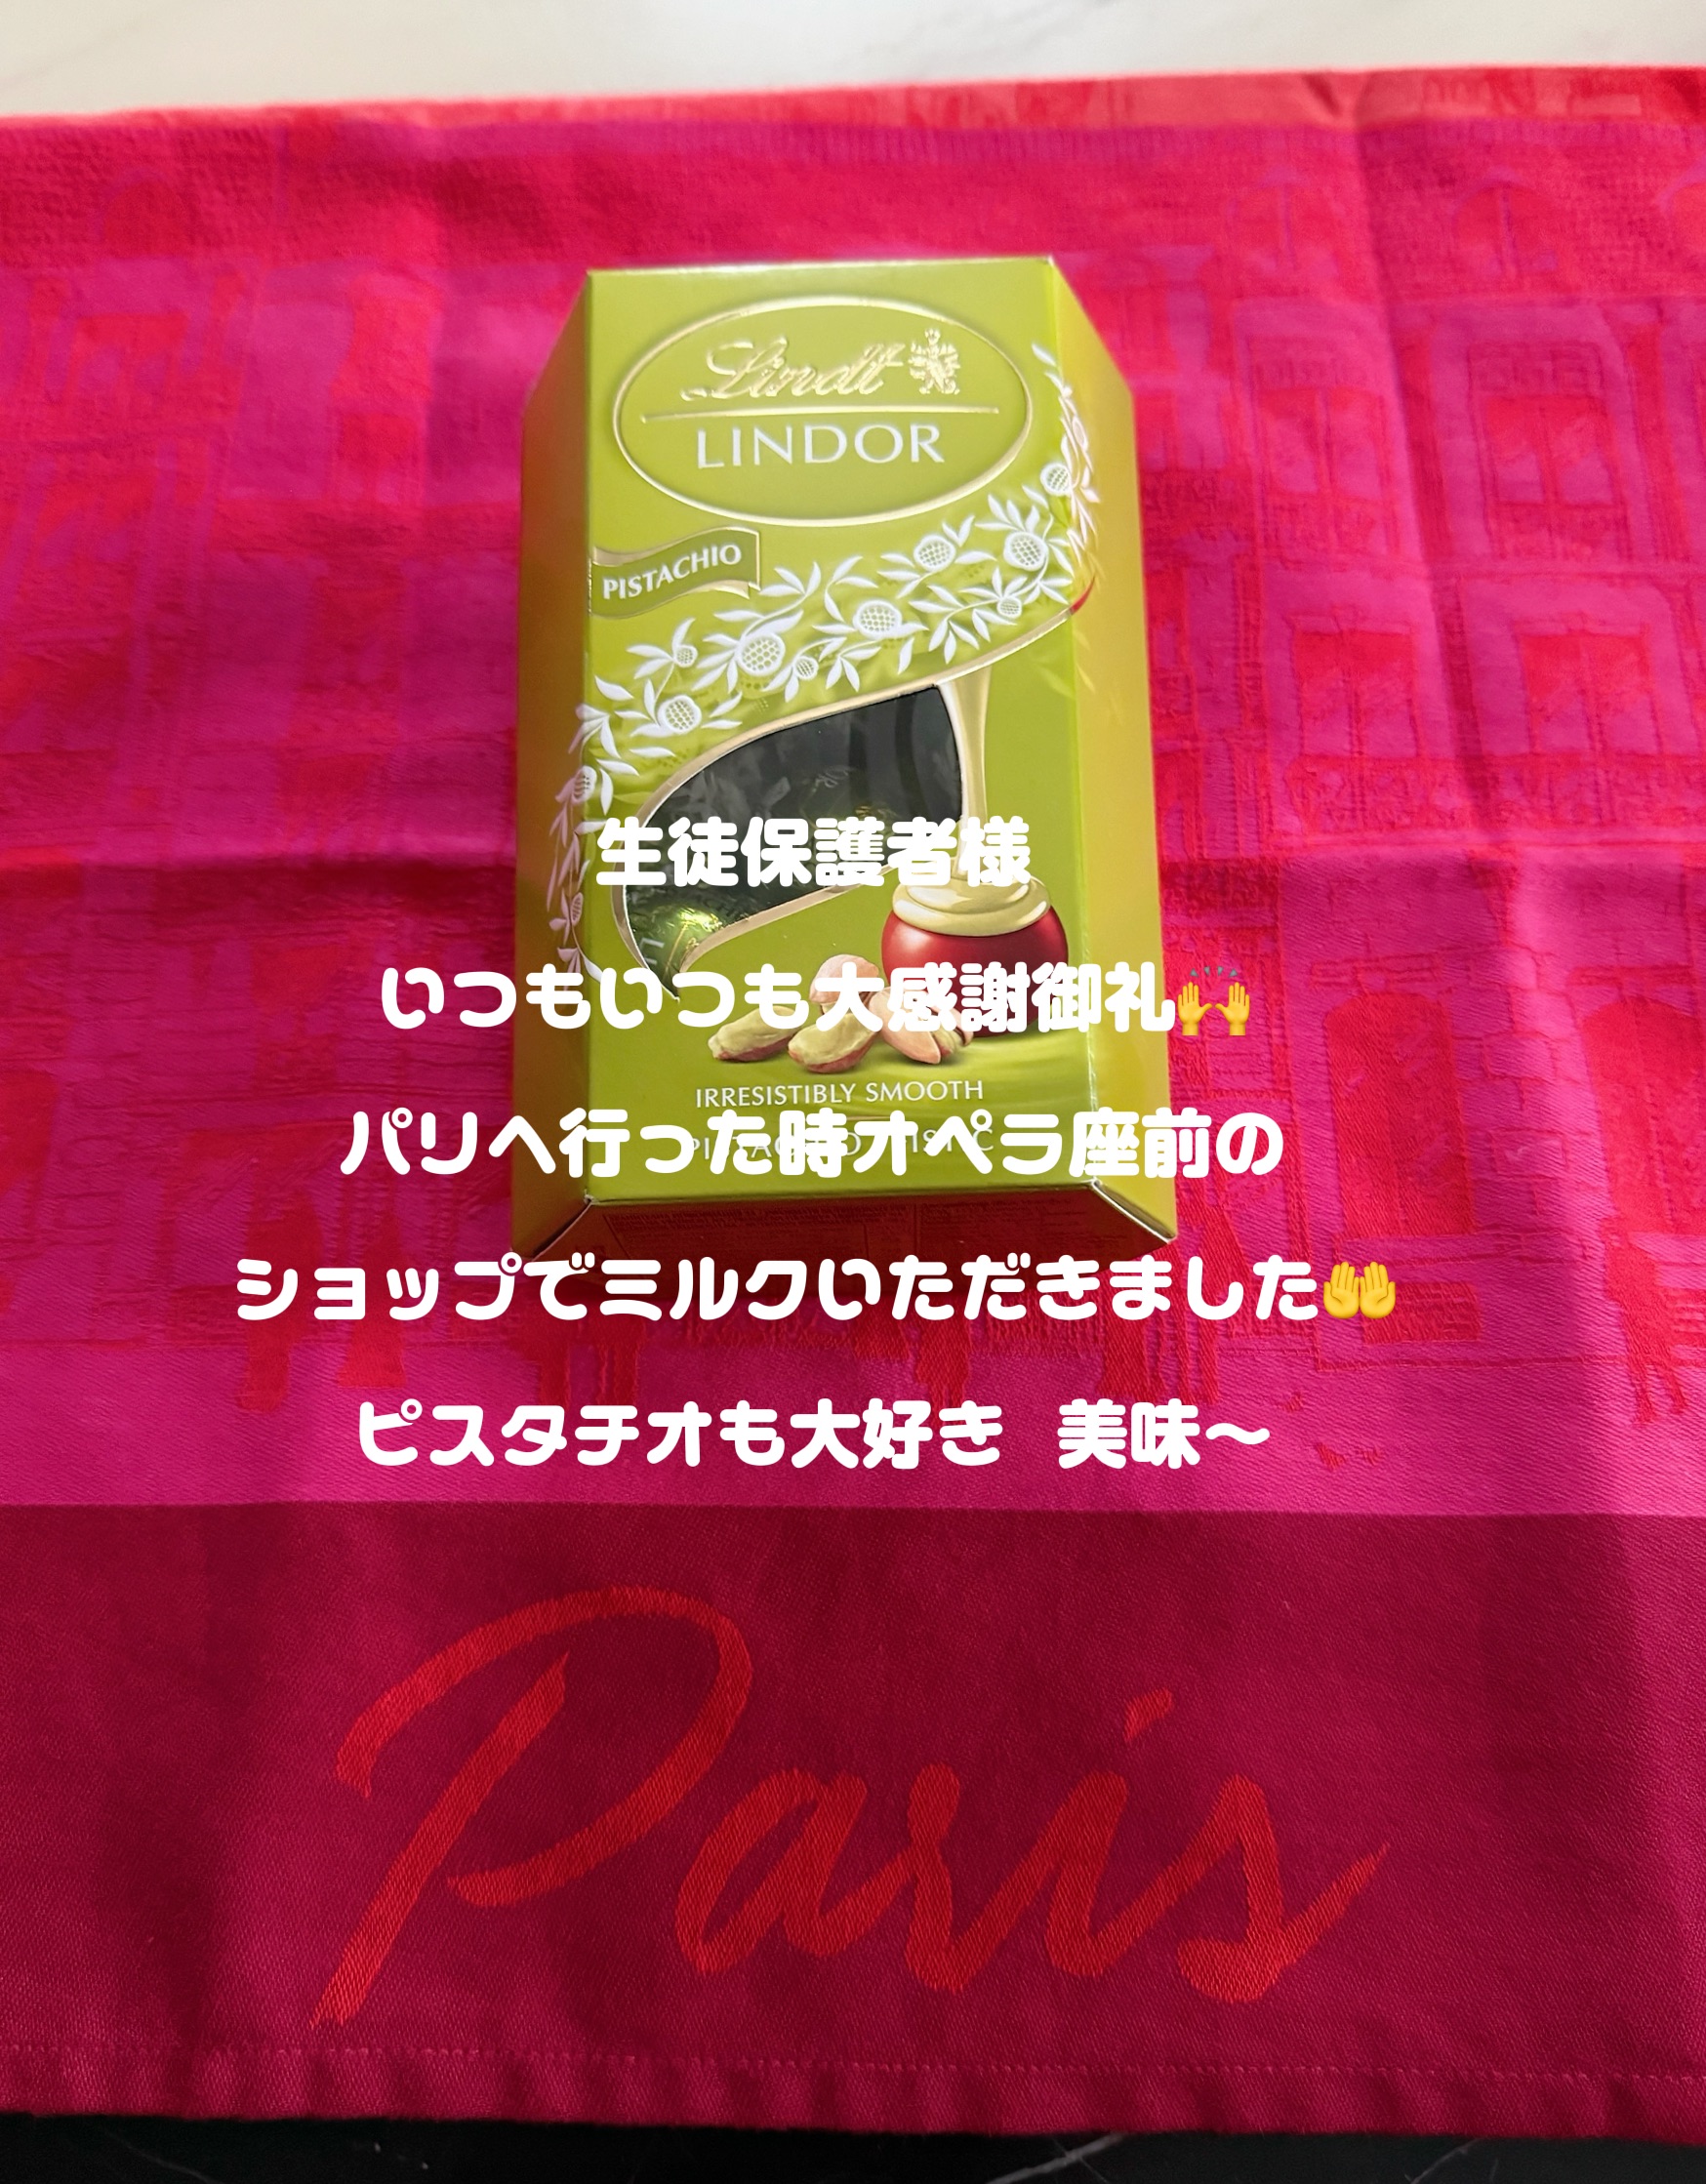 Lindt
LINDOR
PISTACHIO
生徒保護者様
いつもいつも大感謝御礼🙌
IRRESISTIBLY SMOOTH
パリへ行った時オペラ座前の
ショップでミルクいただきました🤲
ピスタチオも大好き 美味〜
Paris